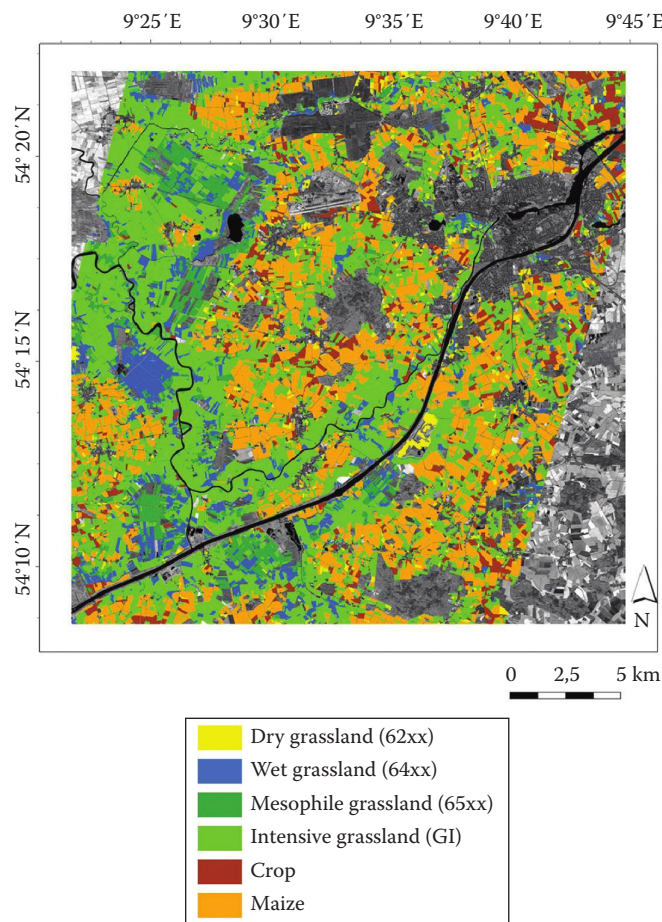 9°25′E 9°30′E 9°35′E 9°40′E 9°45′E
54° 20′ N
54° 15′ N
54°10′ N
N
0 2,5 5 km
Dry grassland (62xx)
Wet grassland (64xx)
Mesophile grassland (65xx)
Intensive grassland (GI)
Crop
Maize